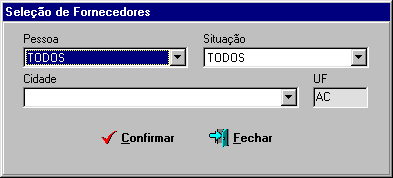 Seleção de Fornecedores
Pessoa Situação
TODOS TODOS
Cidade UF
AC
Confirmar Fechar